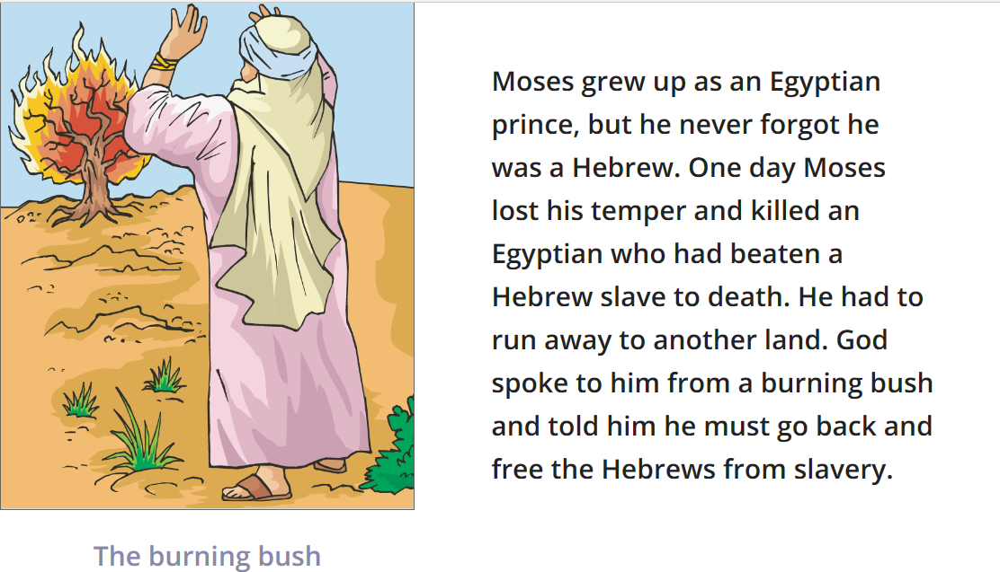 Moses grew up as an Egyptian
prince, but he never forgot he
was a Hebrew. One day Moses
lost his temper and killed an
Egyptian who had beaten a
Hebrew slave to death. He had to
run away to another land. God
spoke to him from a burning bush
and told him he must go back and
free the Hebrews from slavery.
The burning bush